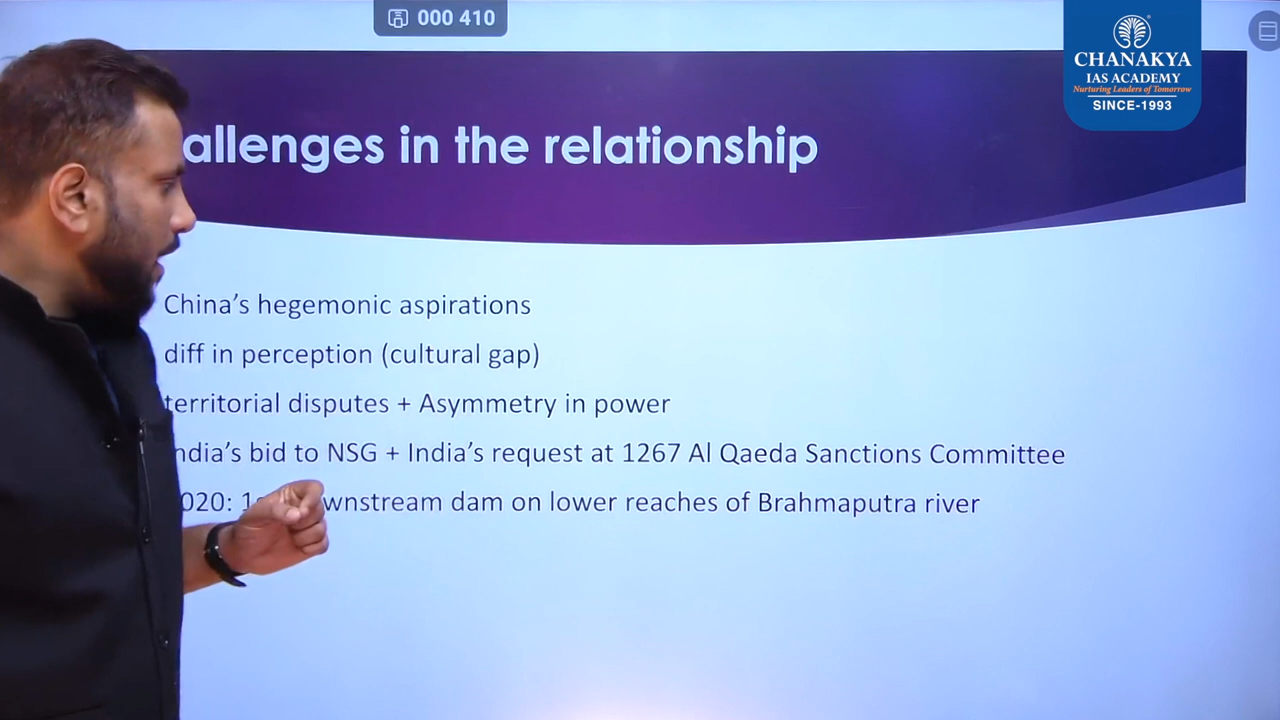 000 410
CHANAKYA
IAS ACADEMY
Nurturing Leaders of Tomorrow
SINCE-1993
allenges in the relationship
China's hegemonic aspirations
diff in perception (cultural gap)
territorial disputes + Asymmetry in power
ndia's bid to NSG + India's request at 1267 Al Qaeda Sanctions Committee
020: wnstream dam on lower reaches of Brahmaputra river